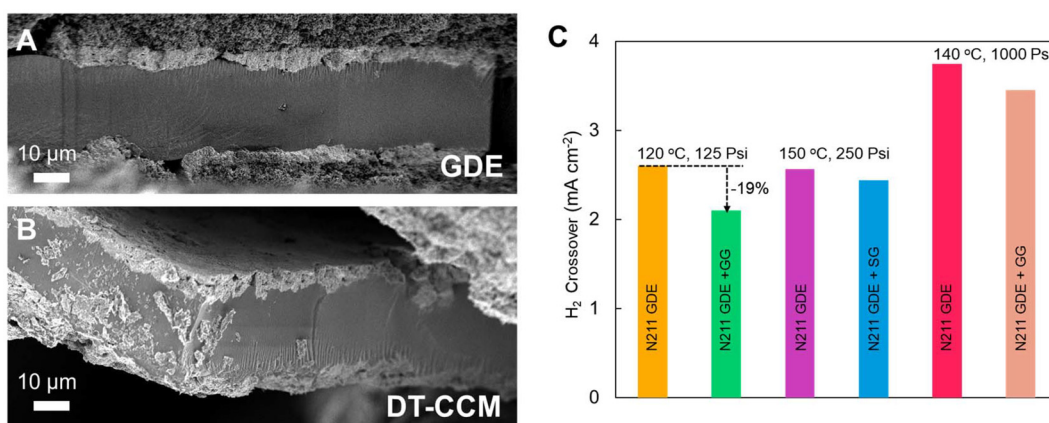 A
10 µm
GDE
B
10 µm
DT-CCM
C
H₂ Crossover (mA cm⁻²)
4
3
2
1
0
120 ºC, 125 Psi
-19%
150 ºC, 250 Psi
140 ºC, 1000 Ps
N211 GDE
N211 GDE +GG
N211 GDE
N211 GDE + SG
N211 GDE
N211 GDE + GG